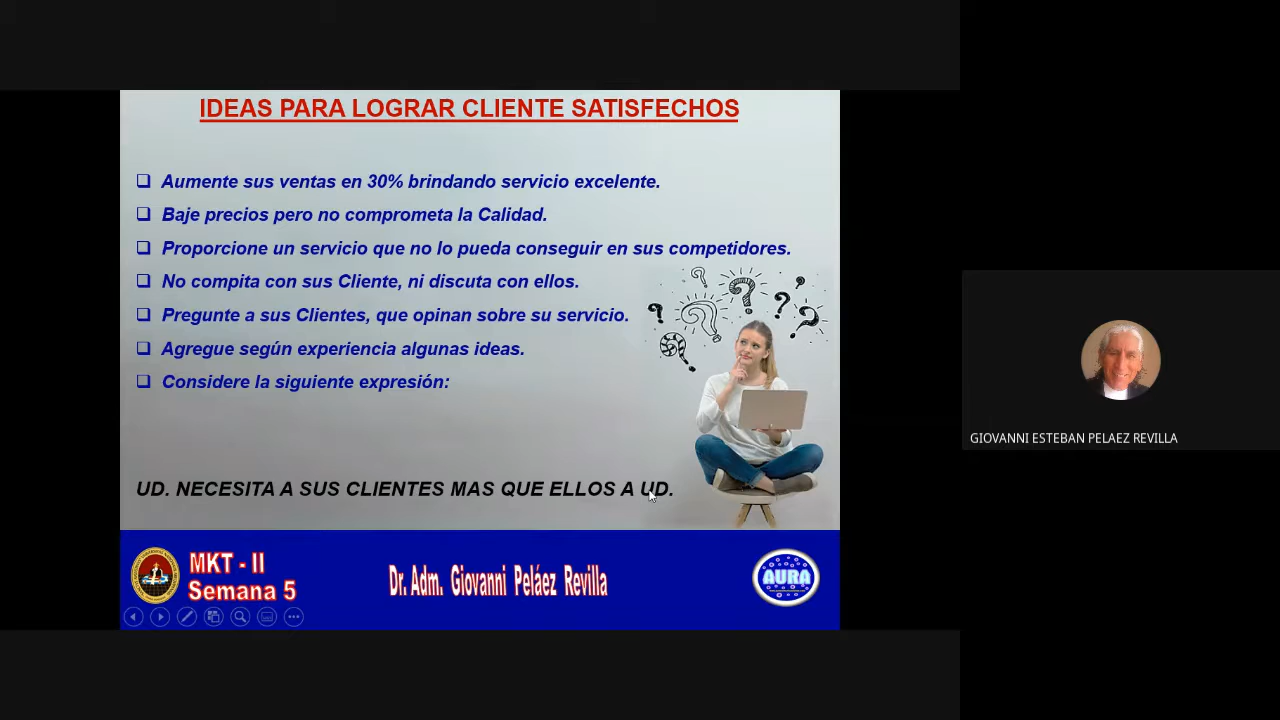 IDEAS PARA LOGRAR CLIENTE SATISFECHOS
❑ Aumente sus ventas en 30% brindando servicio excelente.
❑ Baje precios pero no comprometa la Calidad.
❑ Proporcione un servicio que no lo pueda conseguir en sus competidores.
❑ No compita con sus Cliente, ni discuta con ellos.
❑ Pregunte a sus Clientes, que opinan sobre su servicio.
❑ Agregue según experiencia algunas ideas.
❑ Considere la siguiente expresión:
UD. NECESITA A SUS CLIENTES MAS QUE ELLOS A UD.
MKT - II
Semana 5
Dr. Adm. Giovanni Peláez Revilla
AURA
GIOVANNI ESTEBAN PELAEZ REVILLA